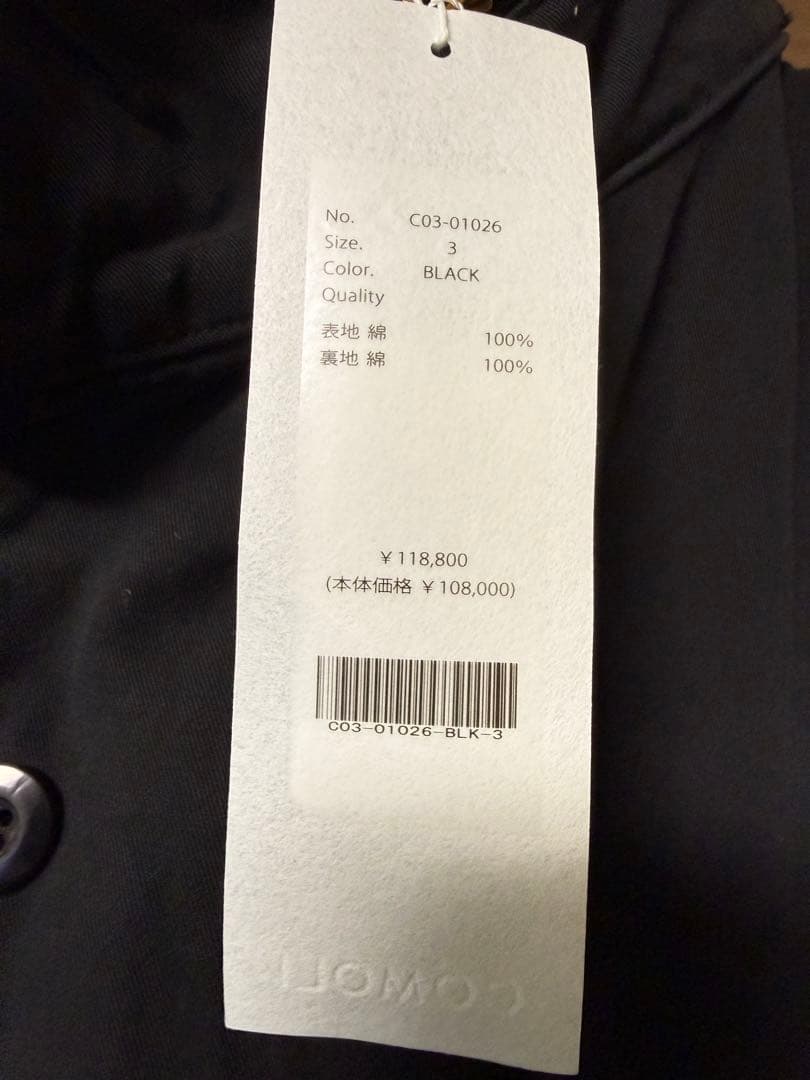 No. C03-01026
Size. 3
Color. BLACK
Quality
表地 綿 100%
裏地 綿 100%
¥118,800
(本体価格 ¥108,000)
C03-01026-BLK-3
COMOLI